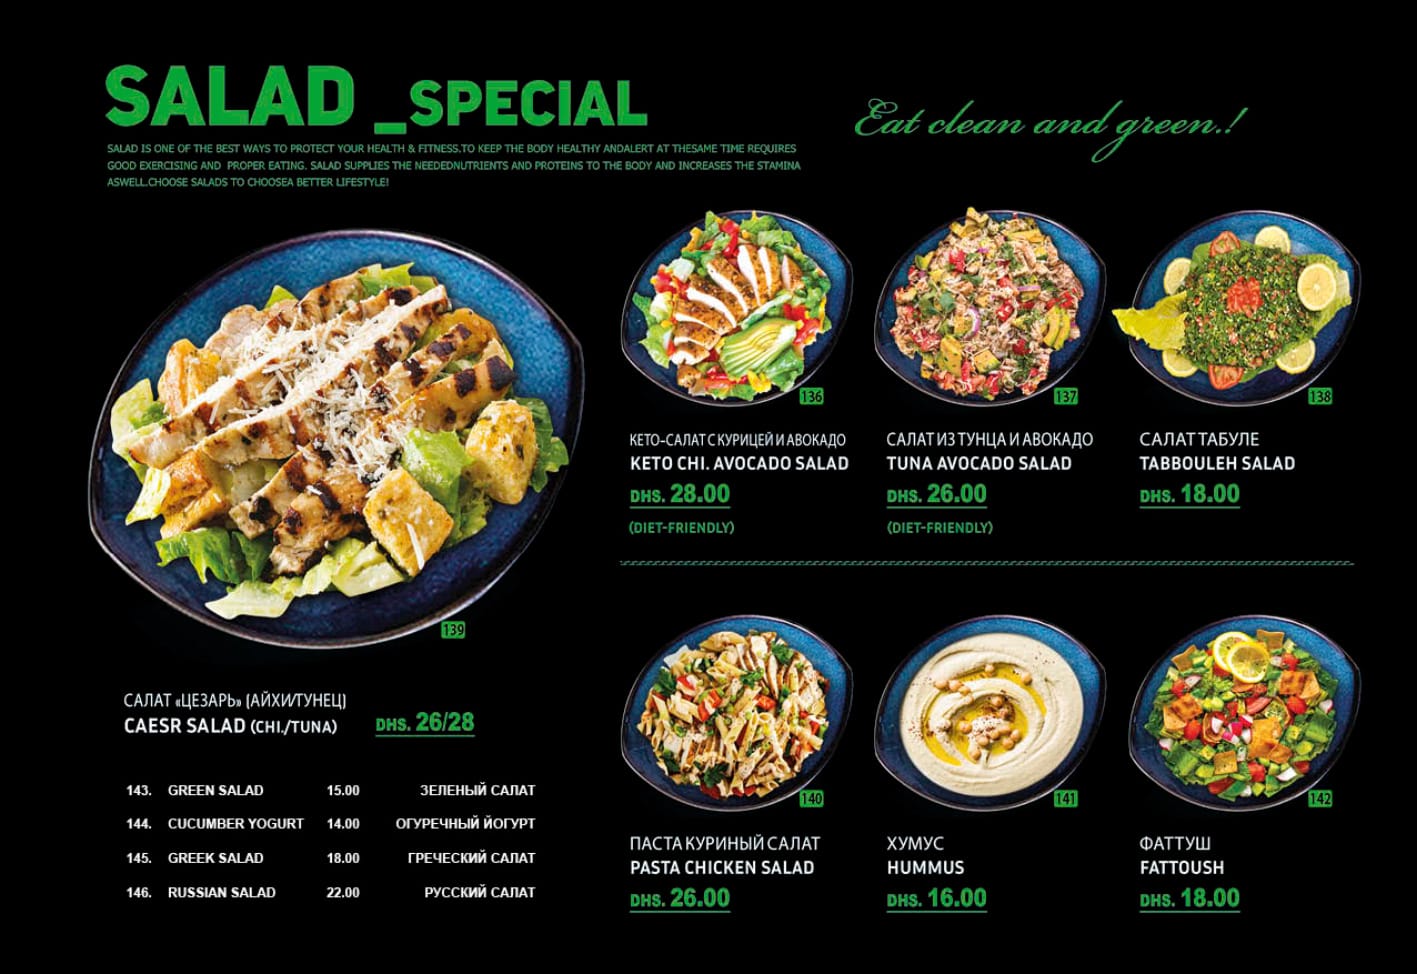 SALAD _SPECIAL
SALAD IS ONE OF THE BEST WAYS TO PROTECT YOUR HEALTH & FITNESS.TO KEEP THE BODY HEALTHY ANDALERT AT THESAME TIME REQUIRES
GOOD EXERCISING AND PROPER EATING. SALAD SUPPLIES THE NEEDEDNUTRIENTS AND PROTEINS TO THE BODY AND INCREASES THE STAMINA
ASWELL.CHOOSE SALADS TO CHOOSEA BETTER LIFESTYLE!
Eat clean and green.!
139
САЛАТ «ЦЕЗАРЬ» (АЙХИ/ТУНЕЦ)
CAESR SALAD (CHI./TUNA) DHS. 26/28
143. GREEN SALAD 15.00 ЗЕЛЕНЫЙ САЛАТ
144. CUCUMBER YOGURT 14.00 ОГУРЕЧНЫЙ ЙОГУРТ
145. GREEK SALAD 18.00 ГРЕЧЕСКИЙ САЛАТ
146. RUSSIAN SALAD 22.00 РУССКИЙ САЛАТ
136
КЕТО-САЛАТ С КУРИЦЕЙ И АВОКАДО
KETO CHI. AVOCADO SALAD
DHS. 28.00
(DIET-FRIENDLY)
137
САЛАТ ИЗ ТУНЦА И АВОКАДО
TUNA AVOCADO SALAD
DHS. 26.00
(DIET-FRIENDLY)
138
САЛАТ ТАБУЛЕ
TABBOULEH SALAD
DHS. 18.00
140
ПАСТА КУРИНЫЙ САЛАТ
PASTA CHICKEN SALAD
DHS. 26.00
141
ХУМУС
HUMMUS
DHS. 16.00
142
ФАТТУШ
FATTOUSH
DHS. 18.00